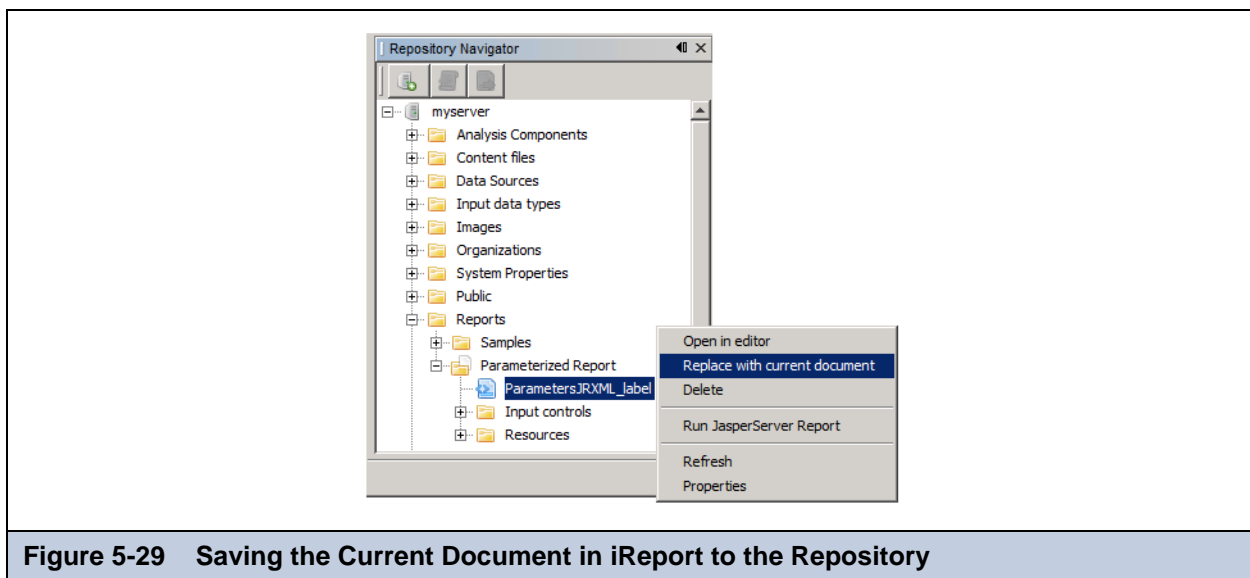 Repository Navigator
myserver
Analysis Components
Content files
Data Sources
Input data types
Images
Organizations
System Properties
Public
Reports
Samples
Parameterized Report
ParametersJRXML_label
Input controls
Resources
Open in editor
Replace with current document
Delete
Run JasperServer Report
Refresh
Properties
Figure 5-29 Saving the Current Document in iReport to the Repository